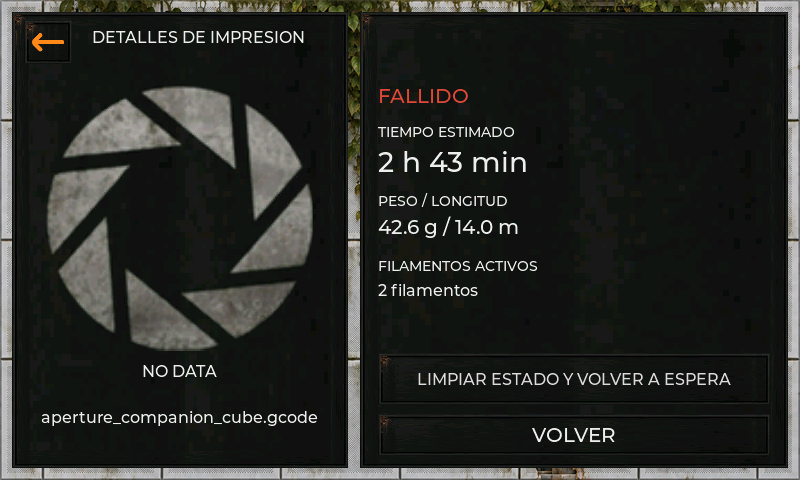 DETALLES DE IMPRESION
NO DATA
aperture_companion_cube.gcode
FALLIDO
TIEMPO ESTIMADO
2 h 43 min
PESO / LONGITUD
42.6 g / 14.0 m
FILAMENTOS ACTIVOS
2 filamentos
LIMPIAR ESTADO Y VOLVER A ESPERA
VOLVER